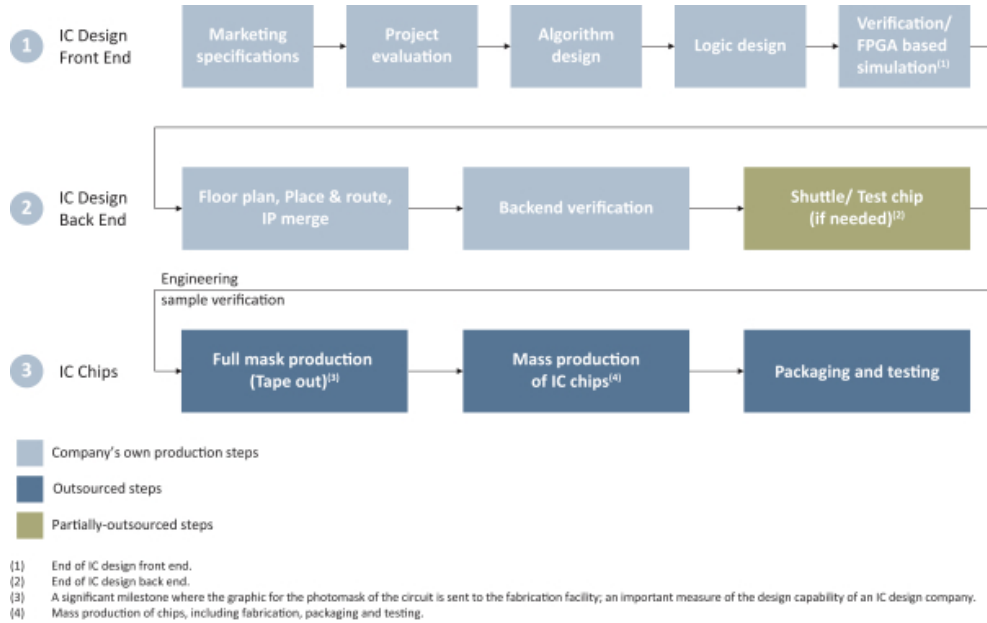 1
IC Design
Front End
Marketing
specifications
Project
evaluation
Algorithm
design
Logic design
Verification/
FPGA based
simulation(1)
2
IC Design
Back End
Floor plan, Place & route,
IP merge
Backend verification
Shuttle/ Test chip
(if needed)(2)
Engineering
sample verification
3
IC Chips
Full mask production
(Tape out)(3)
Mass production
of IC chips(4)
Packaging and testing
Company's own production steps
Outsourced steps
Partially-outsourced steps
(1) End of IC design front end.
(2) End of IC design back end.
(3) A significant milestone where the graphic for the photomask of the circuit is sent to the fabrication facility; an important measure of the design capability of an IC design company.
(4) Mass production of chips, including fabrication, packaging and testing.